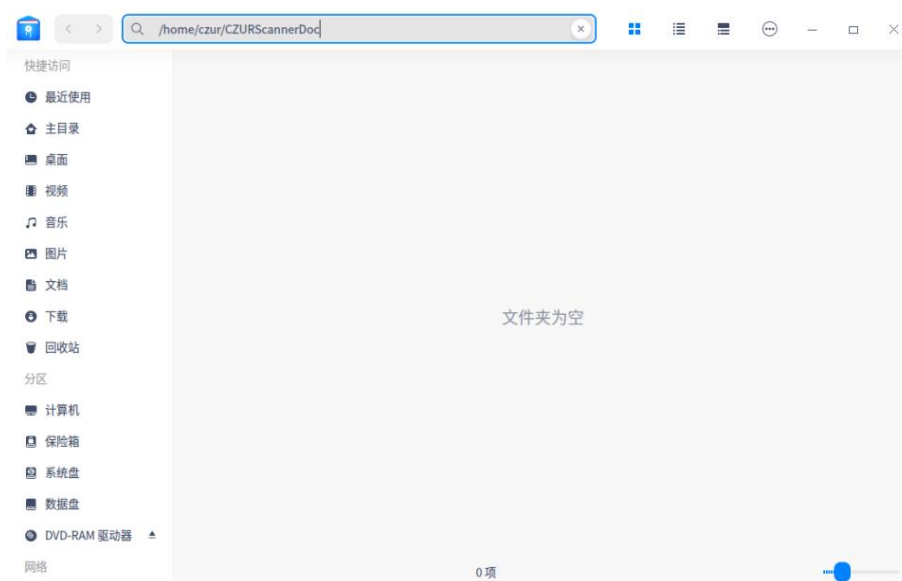 /home/czur/CZURScannerDoc
快捷访问
最近使用
主目录
桌面
视频
音乐
图片
文档
下载
回收站
分区
计算机
保险箱
系统盘
数据盘
DVD-RAM 驱动器
网络
文件夹为空
0 项